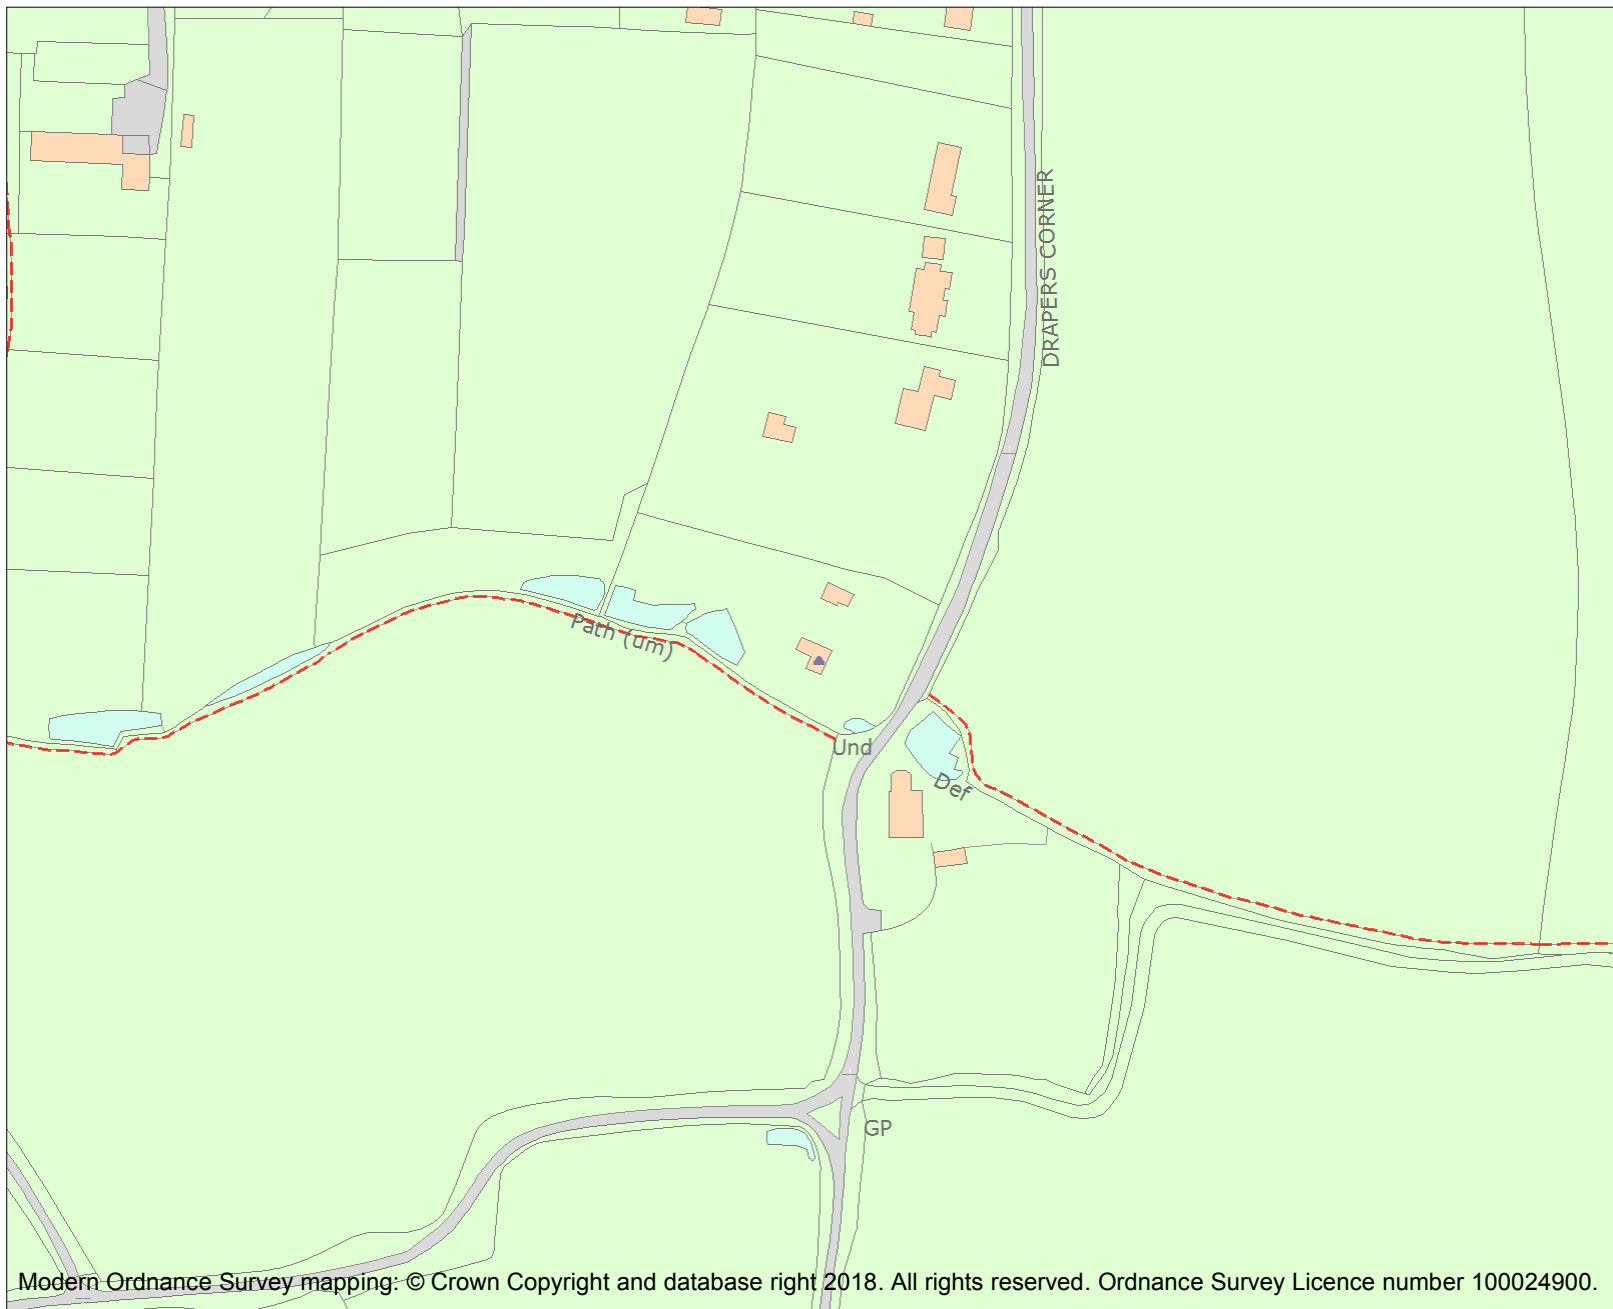 DRAPERS CORNER
Path (um)
Und
Def
GP
Modern Ordnance Survey mapping: © Crown Copyright and database right 2018. All rights reserved. Ordnance Survey Licence number 100024900.